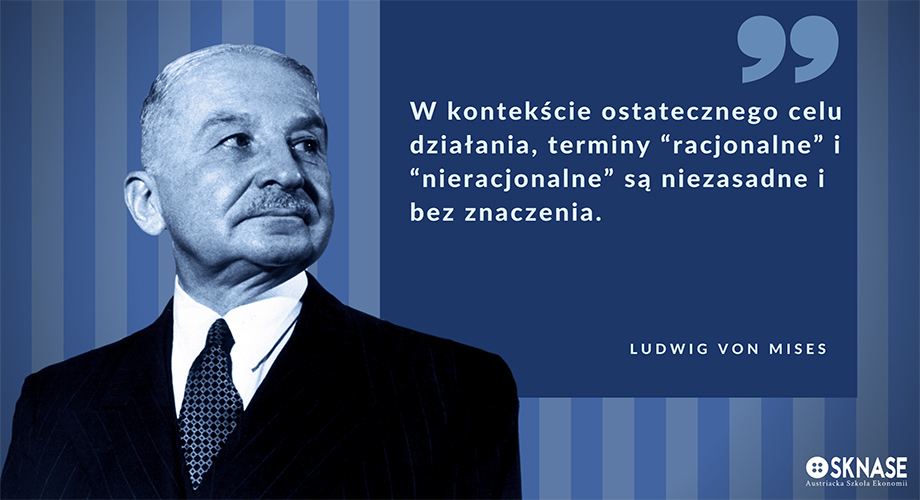 ”
W kontekście ostatecznego celu
działania, terminy “racjonalne” i
“nieracjonalne” są niezasadne i
bez znaczenia.
LUDWIG VON MISES
SKNASE
Austriacka Szkoła Ekonomii